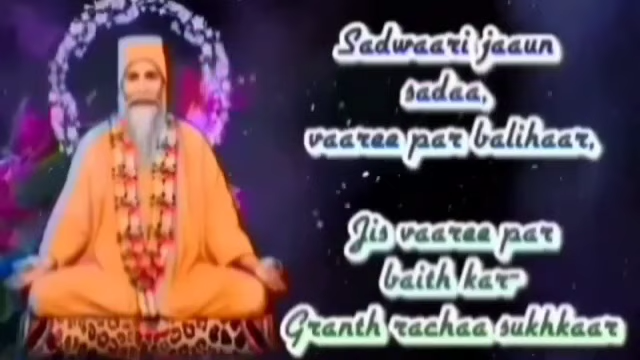 Sadwaari jaaun
sadaa,
vaaree par balihaar,
Jis vaaree par
baith kar-
Granth rachaa sukhkaar